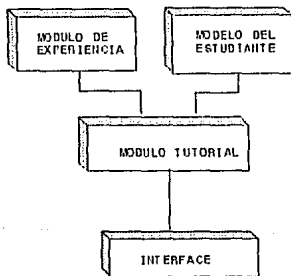 MODULO DE
EXPERIENCIA
MODELO DEL
ESTUDIANTE
MODULO TUTORIAL
INTERFACE